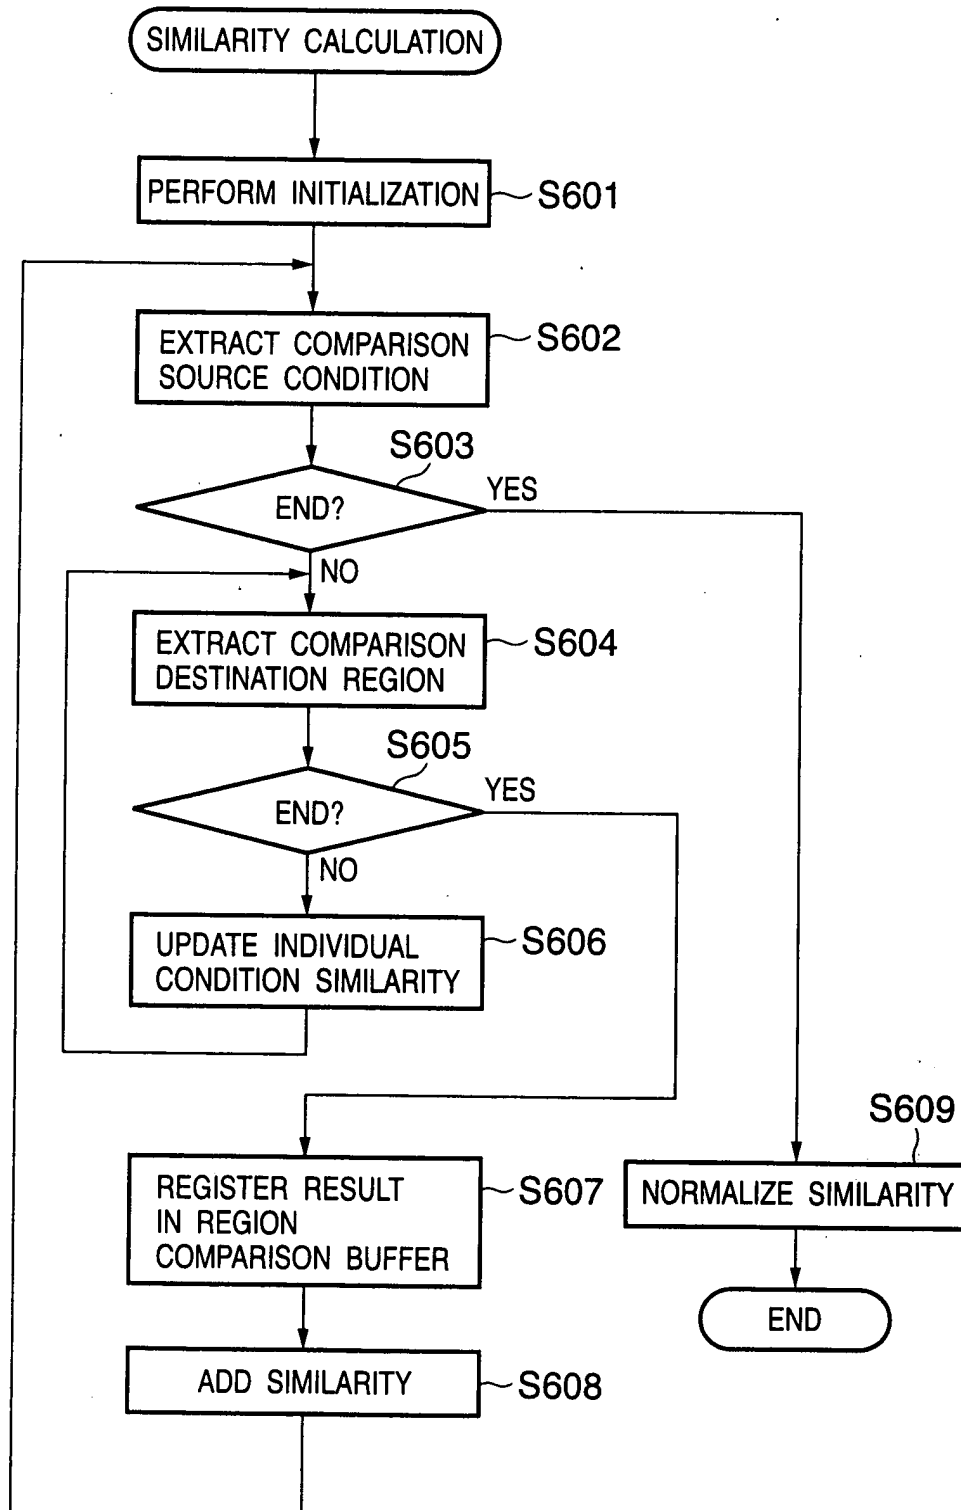 SIMILARITY CALCULATION
PERFORM INITIALIZATION
S601
EXTRACT COMPARISON
SOURCE CONDITION
S602
S603
END?
YES
NO
EXTRACT COMPARISON
DESTINATION REGION
S604
S605
END?
YES
NO
UPDATE INDIVIDUAL
CONDITION SIMILARITY
S606
REGISTER RESULT
IN REGION
COMPARISON BUFFER
S607
S609
NORMALIZE SIMILARITY
END
ADD SIMILARITY
S608